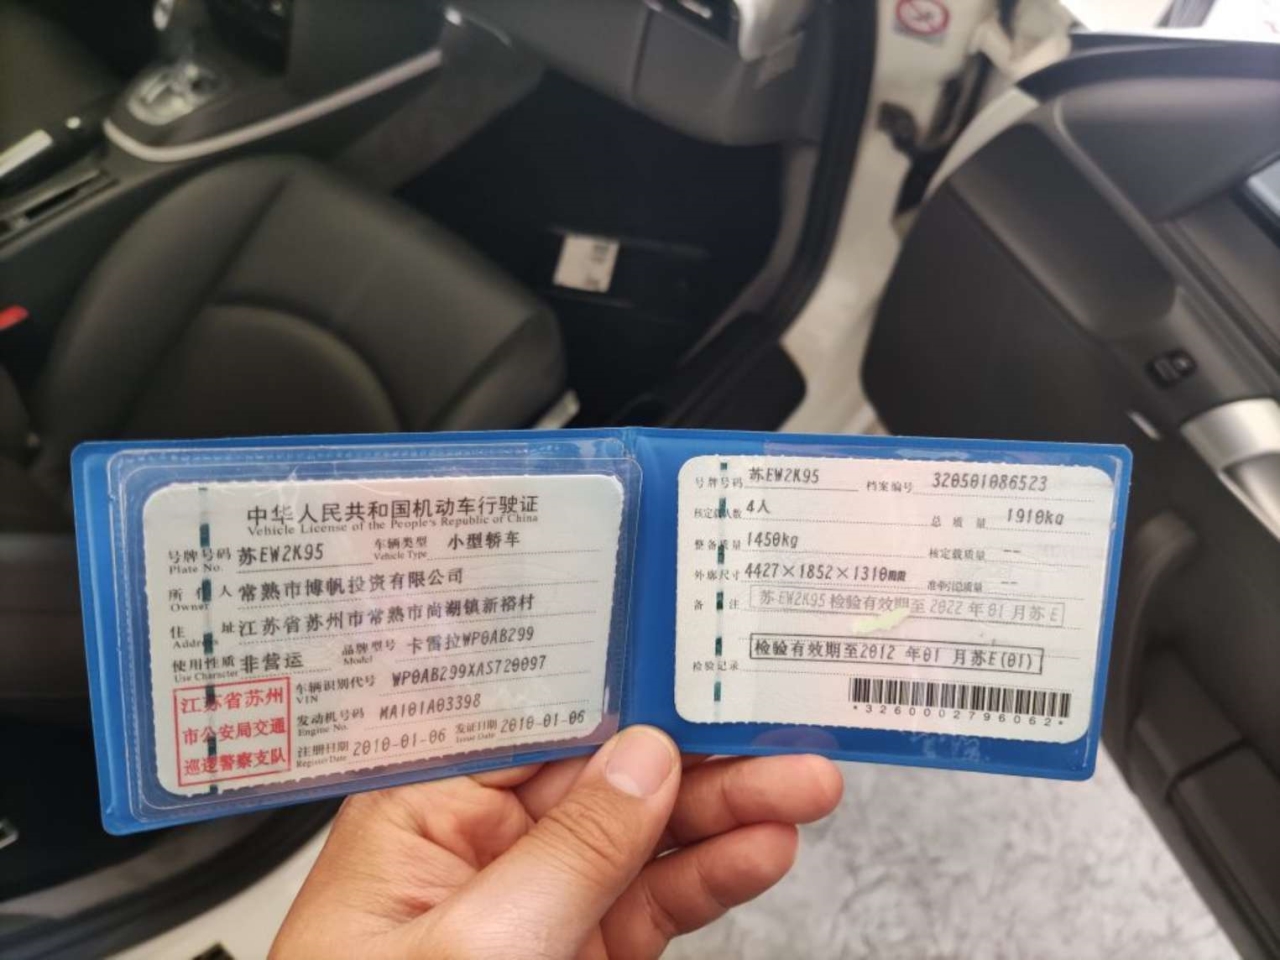 中华人民共和国机动车行驶证
Vehicle License of the People's Republic of China
号牌号码 苏EW2K95 车辆类型 小型轿车
Plate No. Vehicle Type
所有人 常熟市博帆投资有限公司
Owner
住 址 江苏省苏州市常熟市尚湖镇新裕村
Address
使用性质 非营运 品牌型号 卡雷拉WP0AB299
Use Character Model
江苏省苏州
市公安局交通
巡逻警察支队
车辆识别代号 WP0AB299XAS720097
VIN
发动机号码 MA101A03398
Engine No.
注册日期 2010-01-06 发证日期 2010-01-06
Register Date Issue Date
号牌号码 苏EW2K95 档案编号 320501086523
核定载人数 4人 总质量 1910kg
整备质量 1450kg 核定载质量 --
外廓尺寸 4427×1852×1310mm 准牵引总质量 --
备 注 苏EW2K95检验有效期至2022年01月苏E
检验有效期至2012年01月苏E(01)
检验记录
*3260002796062*